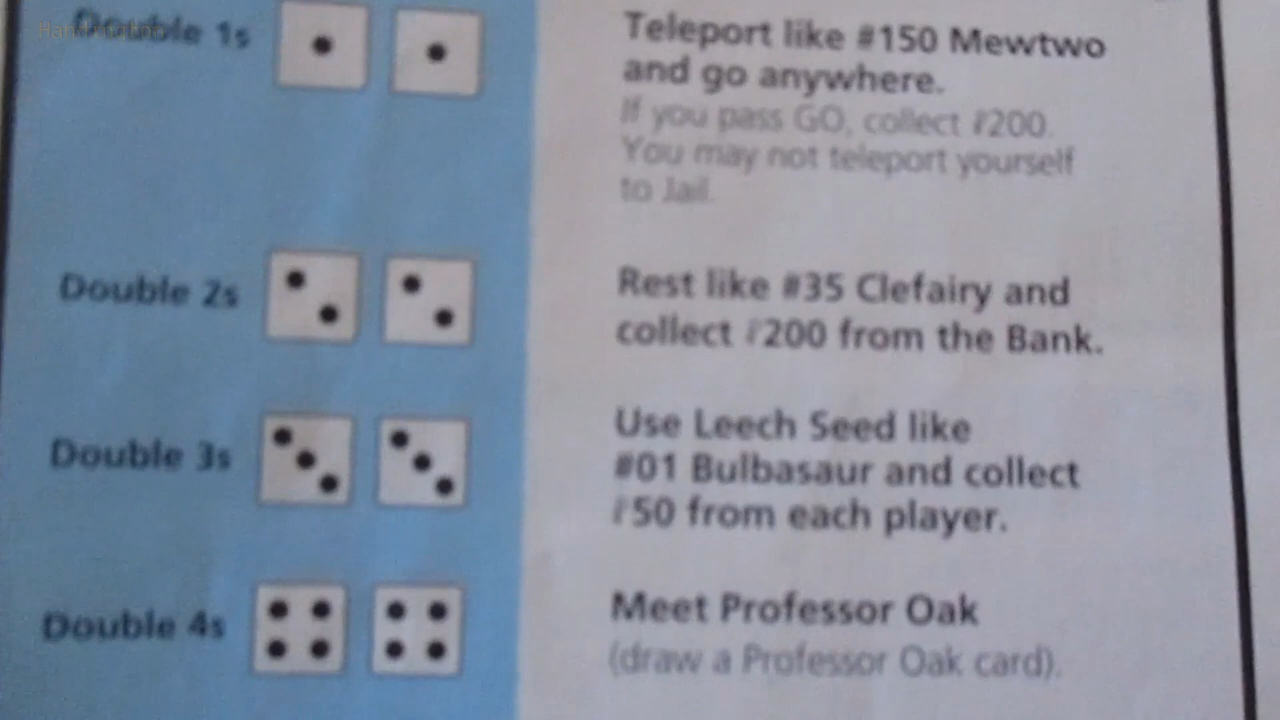 Double 1s
Teleport like #150 Mewtwo
and go anywhere.
If you pass GO, collect ₽200.
You may not teleport yourself
to Jail.
Double 2s
Rest like #35 Clefairy and
collect ₽200 from the Bank.
Double 3s
Use Leech Seed like
#01 Bulbasaur and collect
₽50 from each player.
Double 4s
Meet Professor Oak
(draw a Professor Oak card).